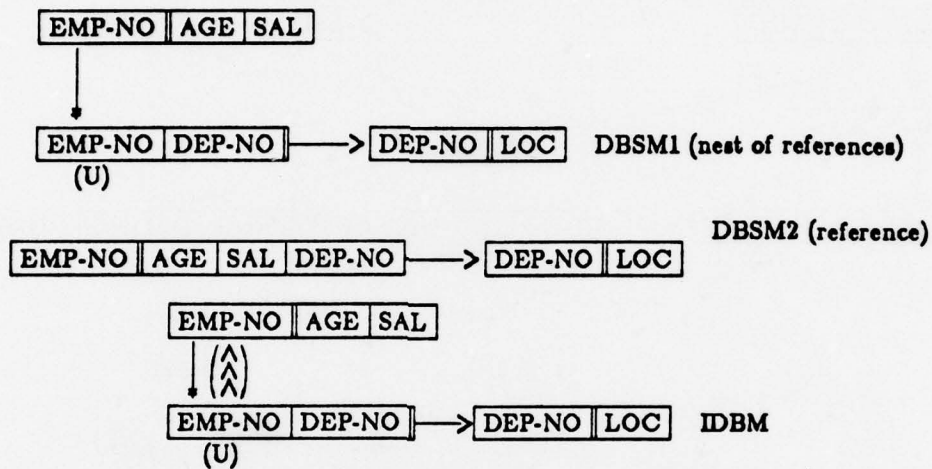 EMP-NO AGE SAL
EMP-NO DEP-NO DEP-NO LOC DBSM1 (nest of references)
(U)
DBSM2 (reference)
EMP-NO AGE SAL DEP-NO DEP-NO LOC
EMP-NO AGE SAL
EMP-NO DEP-NO DEP-NO LOC IDBM
(U)